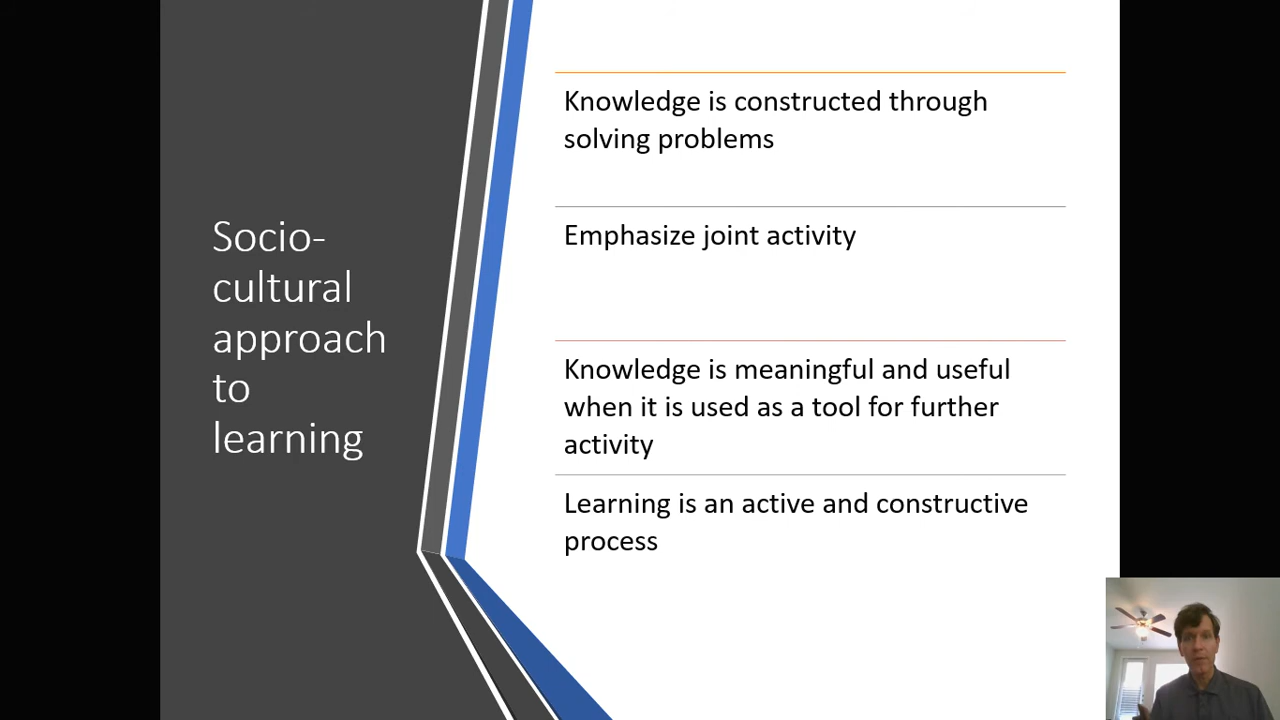 Socio-
cultural
approach
to
learning
Knowledge is constructed through
solving problems
Emphasize joint activity
Knowledge is meaningful and useful
when it is used as a tool for further
activity
Learning is an active and constructive
process